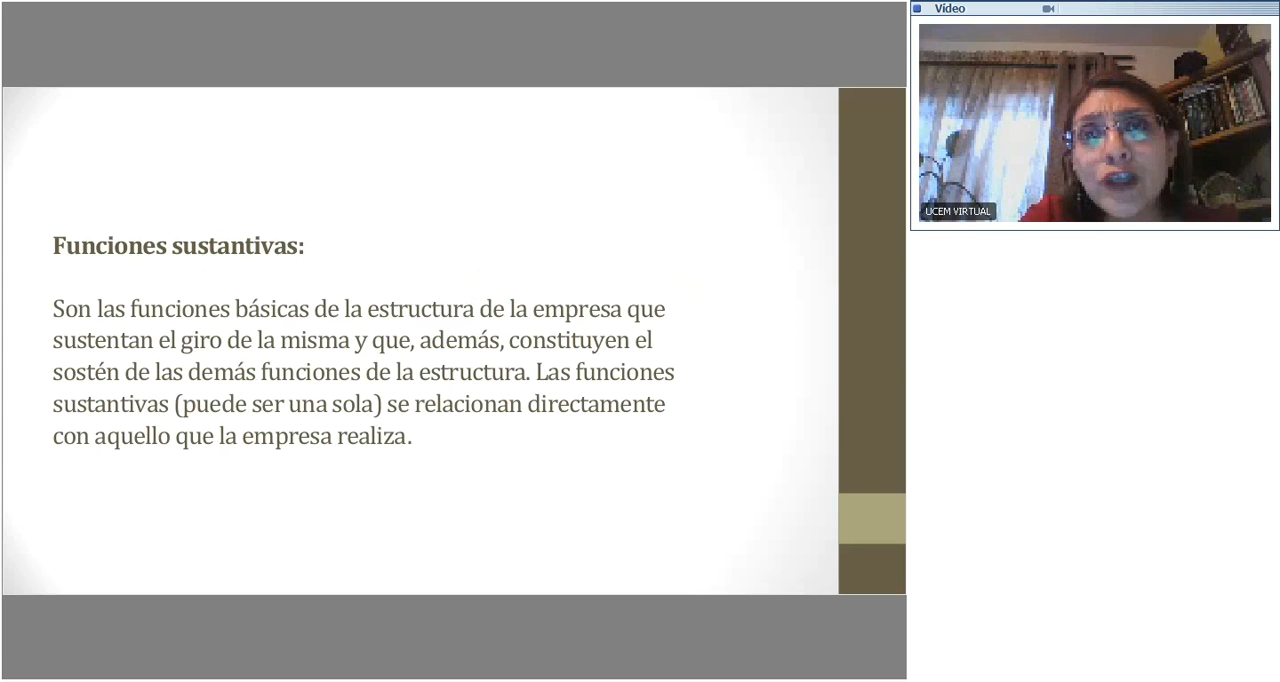 Vídeo
UCEM VIRTUAL
Funciones sustantivas:
Son las funciones básicas de la estructura de la empresa que
sustentan el giro de la misma y que, además, constituyen el
sostén de las demás funciones de la estructura. Las funciones
sustantivas (puede ser una sola) se relacionan directamente
con aquello que la empresa realiza.